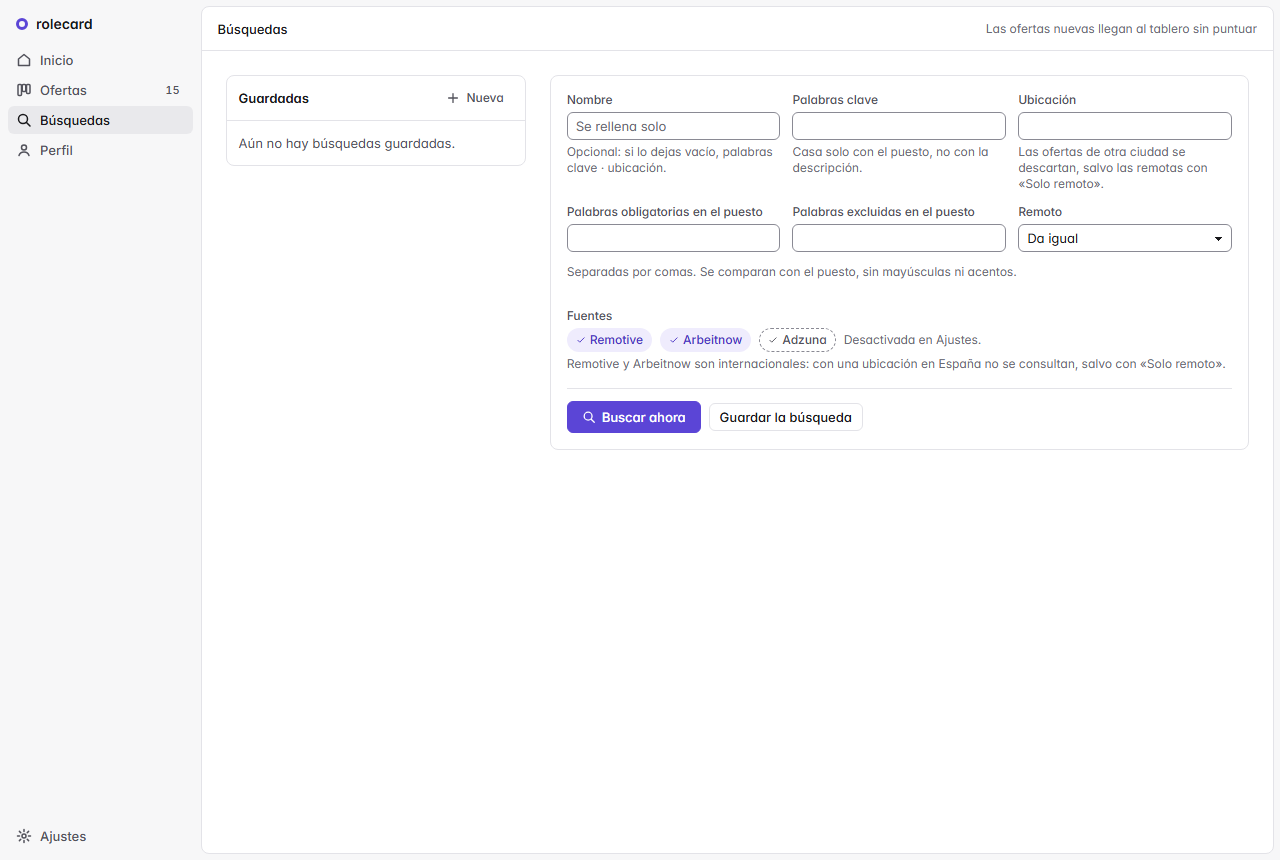 rolecard
Inicio
Ofertas 15
Búsquedas
Perfil
Ajustes
Búsquedas
Las ofertas nuevas llegan al tablero sin puntuar
Guardadas
Nueva
Aún no hay búsquedas guardadas.
Nombre
Se rellena solo
Opcional: si lo dejas vacío, palabras
clave · ubicación.
Palabras clave
Casa solo con el puesto, no con la
descripción.
Ubicación
Las ofertas de otra ciudad se
descartan, salvo las remotas con
«Solo remoto».
Palabras obligatorias en el puesto
Palabras excluidas en el puesto
Remoto
Da igual
Separadas por comas. Se comparan con el puesto, sin mayúsculas ni acentos.
Fuentes
Remotive
Arbeitnow
Adzuna
Desactivada en Ajustes.
Remotive y Arbeitnow son internacionales: con una ubicación en España no se consultan, salvo con «Solo remoto».
Buscar ahora
Guardar la búsqueda